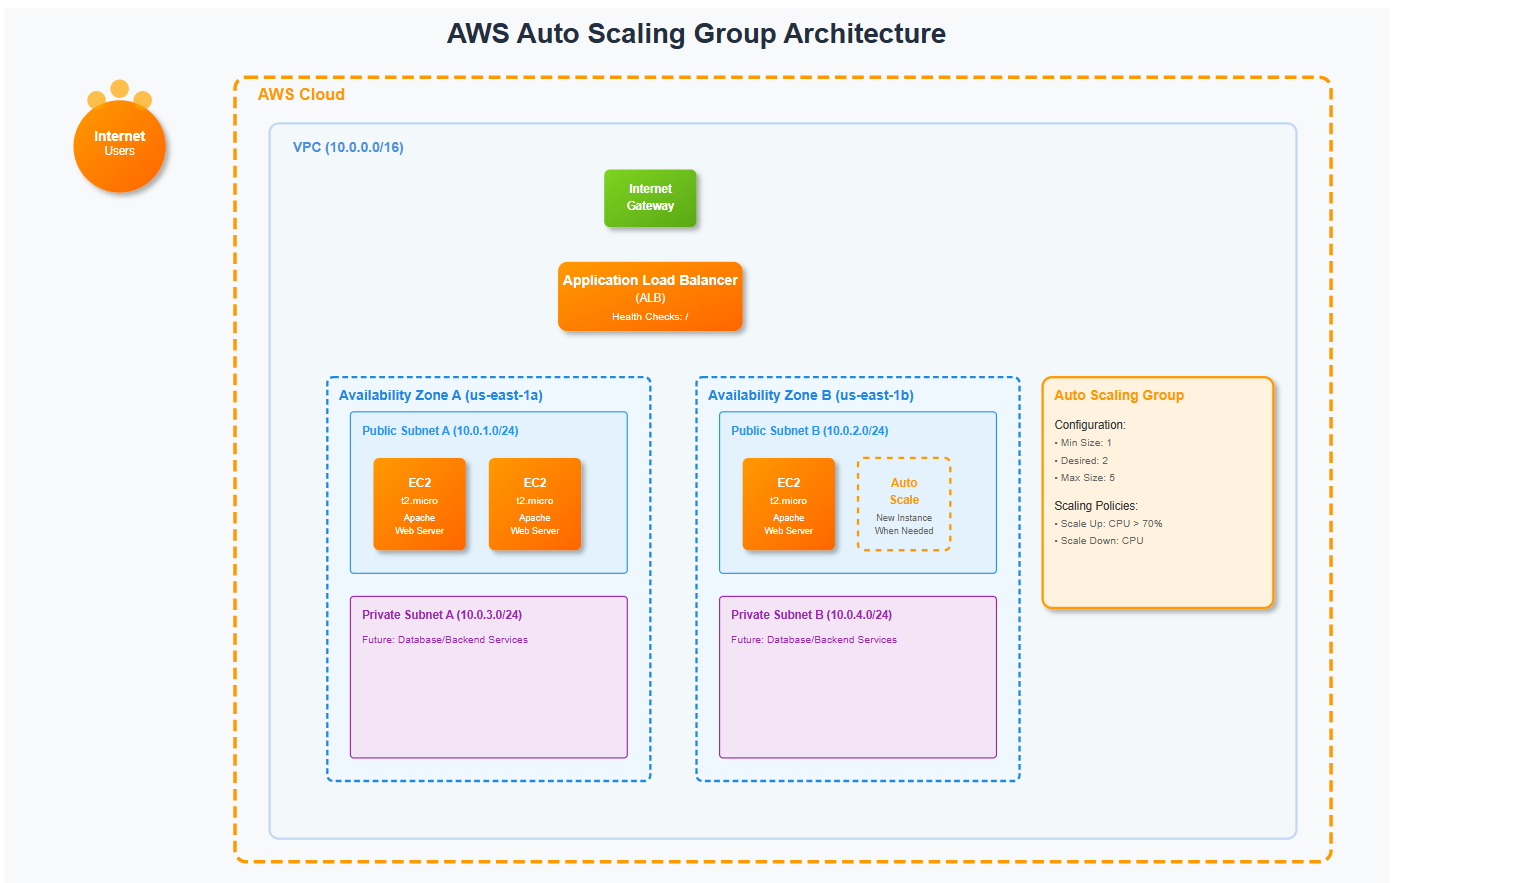 AWS Auto Scaling Group Architecture
Internet
Users
AWS Cloud
VPC (10.0.0.0/16)
Internet
Gateway
Application Load Balancer
(ALB)
Health Checks: /
Availability Zone A (us-east-1a)
Public Subnet A (10.0.1.0/24)
EC2
t2.micro
Apache
Web Server
EC2
t2.micro
Apache
Web Server
Private Subnet A (10.0.3.0/24)
Future: Database/Backend Services
Availability Zone B (us-east-1b)
Public Subnet B (10.0.2.0/24)
EC2
t2.micro
Apache
Web Server
Auto
Scale
New Instance
When Needed
Private Subnet B (10.0.4.0/24)
Future: Database/Backend Services
Auto Scaling Group
Configuration:
• Min Size: 1
• Desired: 2
• Max Size: 5
Scaling Policies:
• Scale Up: CPU > 70%
• Scale Down: CPU